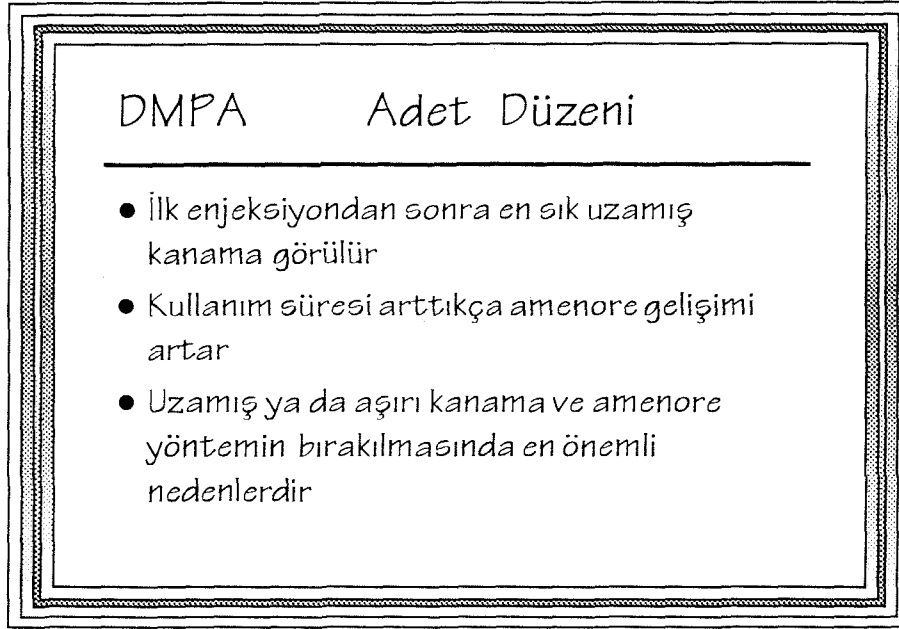 DMPA Adet Düzeni
● İlk enjeksiyondan sonra en sık uzamış
kanama görülür
● Kullanım süresi arttıkça amenore gelişimi
artar
● Uzamış ya da aşırı kanama ve amenore
yöntemin bırakılmasında en önemli
nedenlerdir